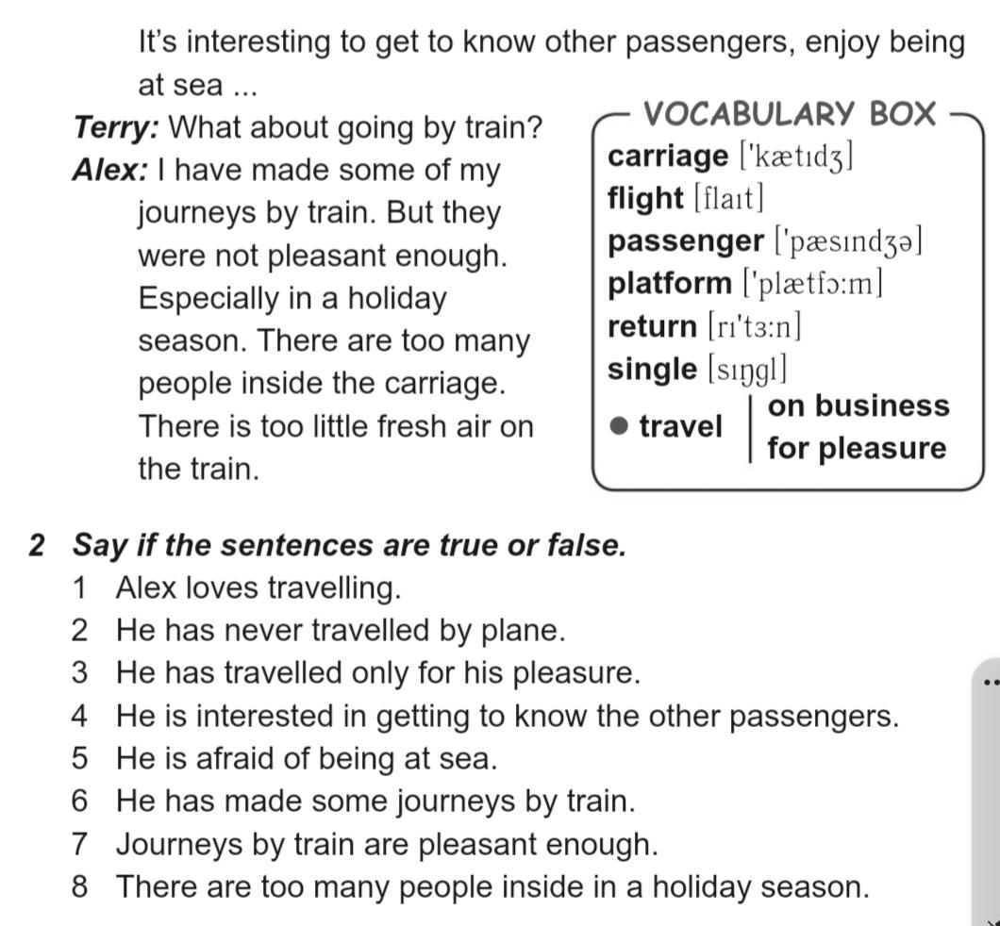 It's interesting to get to know other passengers, enjoy being
at sea ...
Terry: What about going by train?
Alex: I have made some of my
journeys by train. But they
were not pleasant enough.
Especially in a holiday
season. There are too many
people inside the carriage.
There is too little fresh air on
the train.
VOCABULARY BOX
carriage ['kætɪdʒ]
flight [flaɪt]
passenger ['pæsɪndʒə]
platform ['plætfɔ:m]
return [rɪ'tɜ:n]
single [sɪŋgl]
● travel
on business
for pleasure
2 Say if the sentences are true or false.
1 Alex loves travelling.
2 He has never travelled by plane.
3 He has travelled only for his pleasure.
4 He is interested in getting to know the other passengers.
5 He is afraid of being at sea.
6 He has made some journeys by train.
7 Journeys by train are pleasant enough.
8 There are too many people inside in a holiday season.